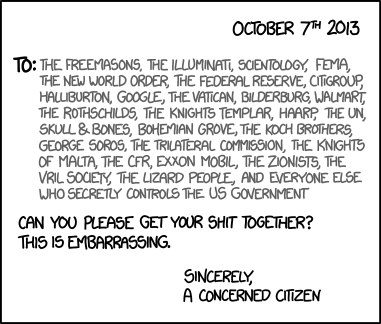 OCTOBER 7TH 2013
TO: THE FREEMASONS, THE ILLUMINATI, SCIENTOLOGY, FEMA,
THE NEW WORLD ORDER, THE FEDERAL RESERVE, CITIGROUP,
HALLIBURTON, GOOGLE, THE VATICAN, BILDERBURG, WALMART,
THE ROTHSCHILDS, THE KNIGHTS TEMPLAR, HAARP, THE UN,
SKULL & BONES, BOHEMIAN GROVE, THE KOCH BROTHERS,
GEORGE SOROS, THE TRILATERAL COMMISSION, THE KNIGHTS
OF MALTA, THE CFR, EXXON MOBIL, THE ZIONISTS, THE
VRIL SOCIETY, THE LIZARD PEOPLE, AND EVERYONE ELSE
WHO SECRETLY CONTROLS THE US GOVERNMENT
CAN YOU PLEASE GET YOUR SHIT TOGETHER?
THIS IS EMBARRASSING.
SINCERELY,
A CONCERNED CITIZEN